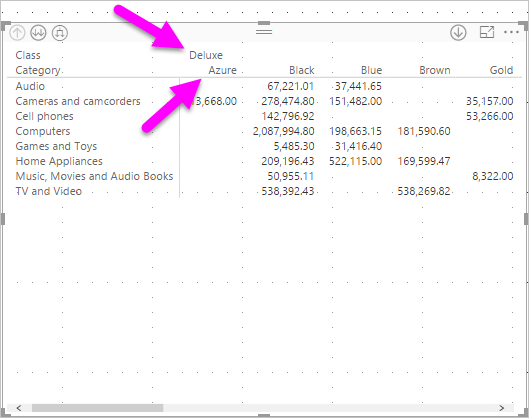 Class Deluxe
Category Azure Black Blue Brown Gold
Audio 67,221.01 37,441.65
Cameras and camcorders 3,668.00 278,474.80 151,482.00 35,157.00
Cell phones 142,796.92 53,266.00
Computers 2,087,994.80 198,663.15 181,590.60
Games and Toys 5,485.30 31,416.40
Home Appliances 209,196.43 522,115.00 169,599.47
Music, Movies and Audio Books 50,955.11 8,322.00
TV and Video 538,392.43 538,269.82